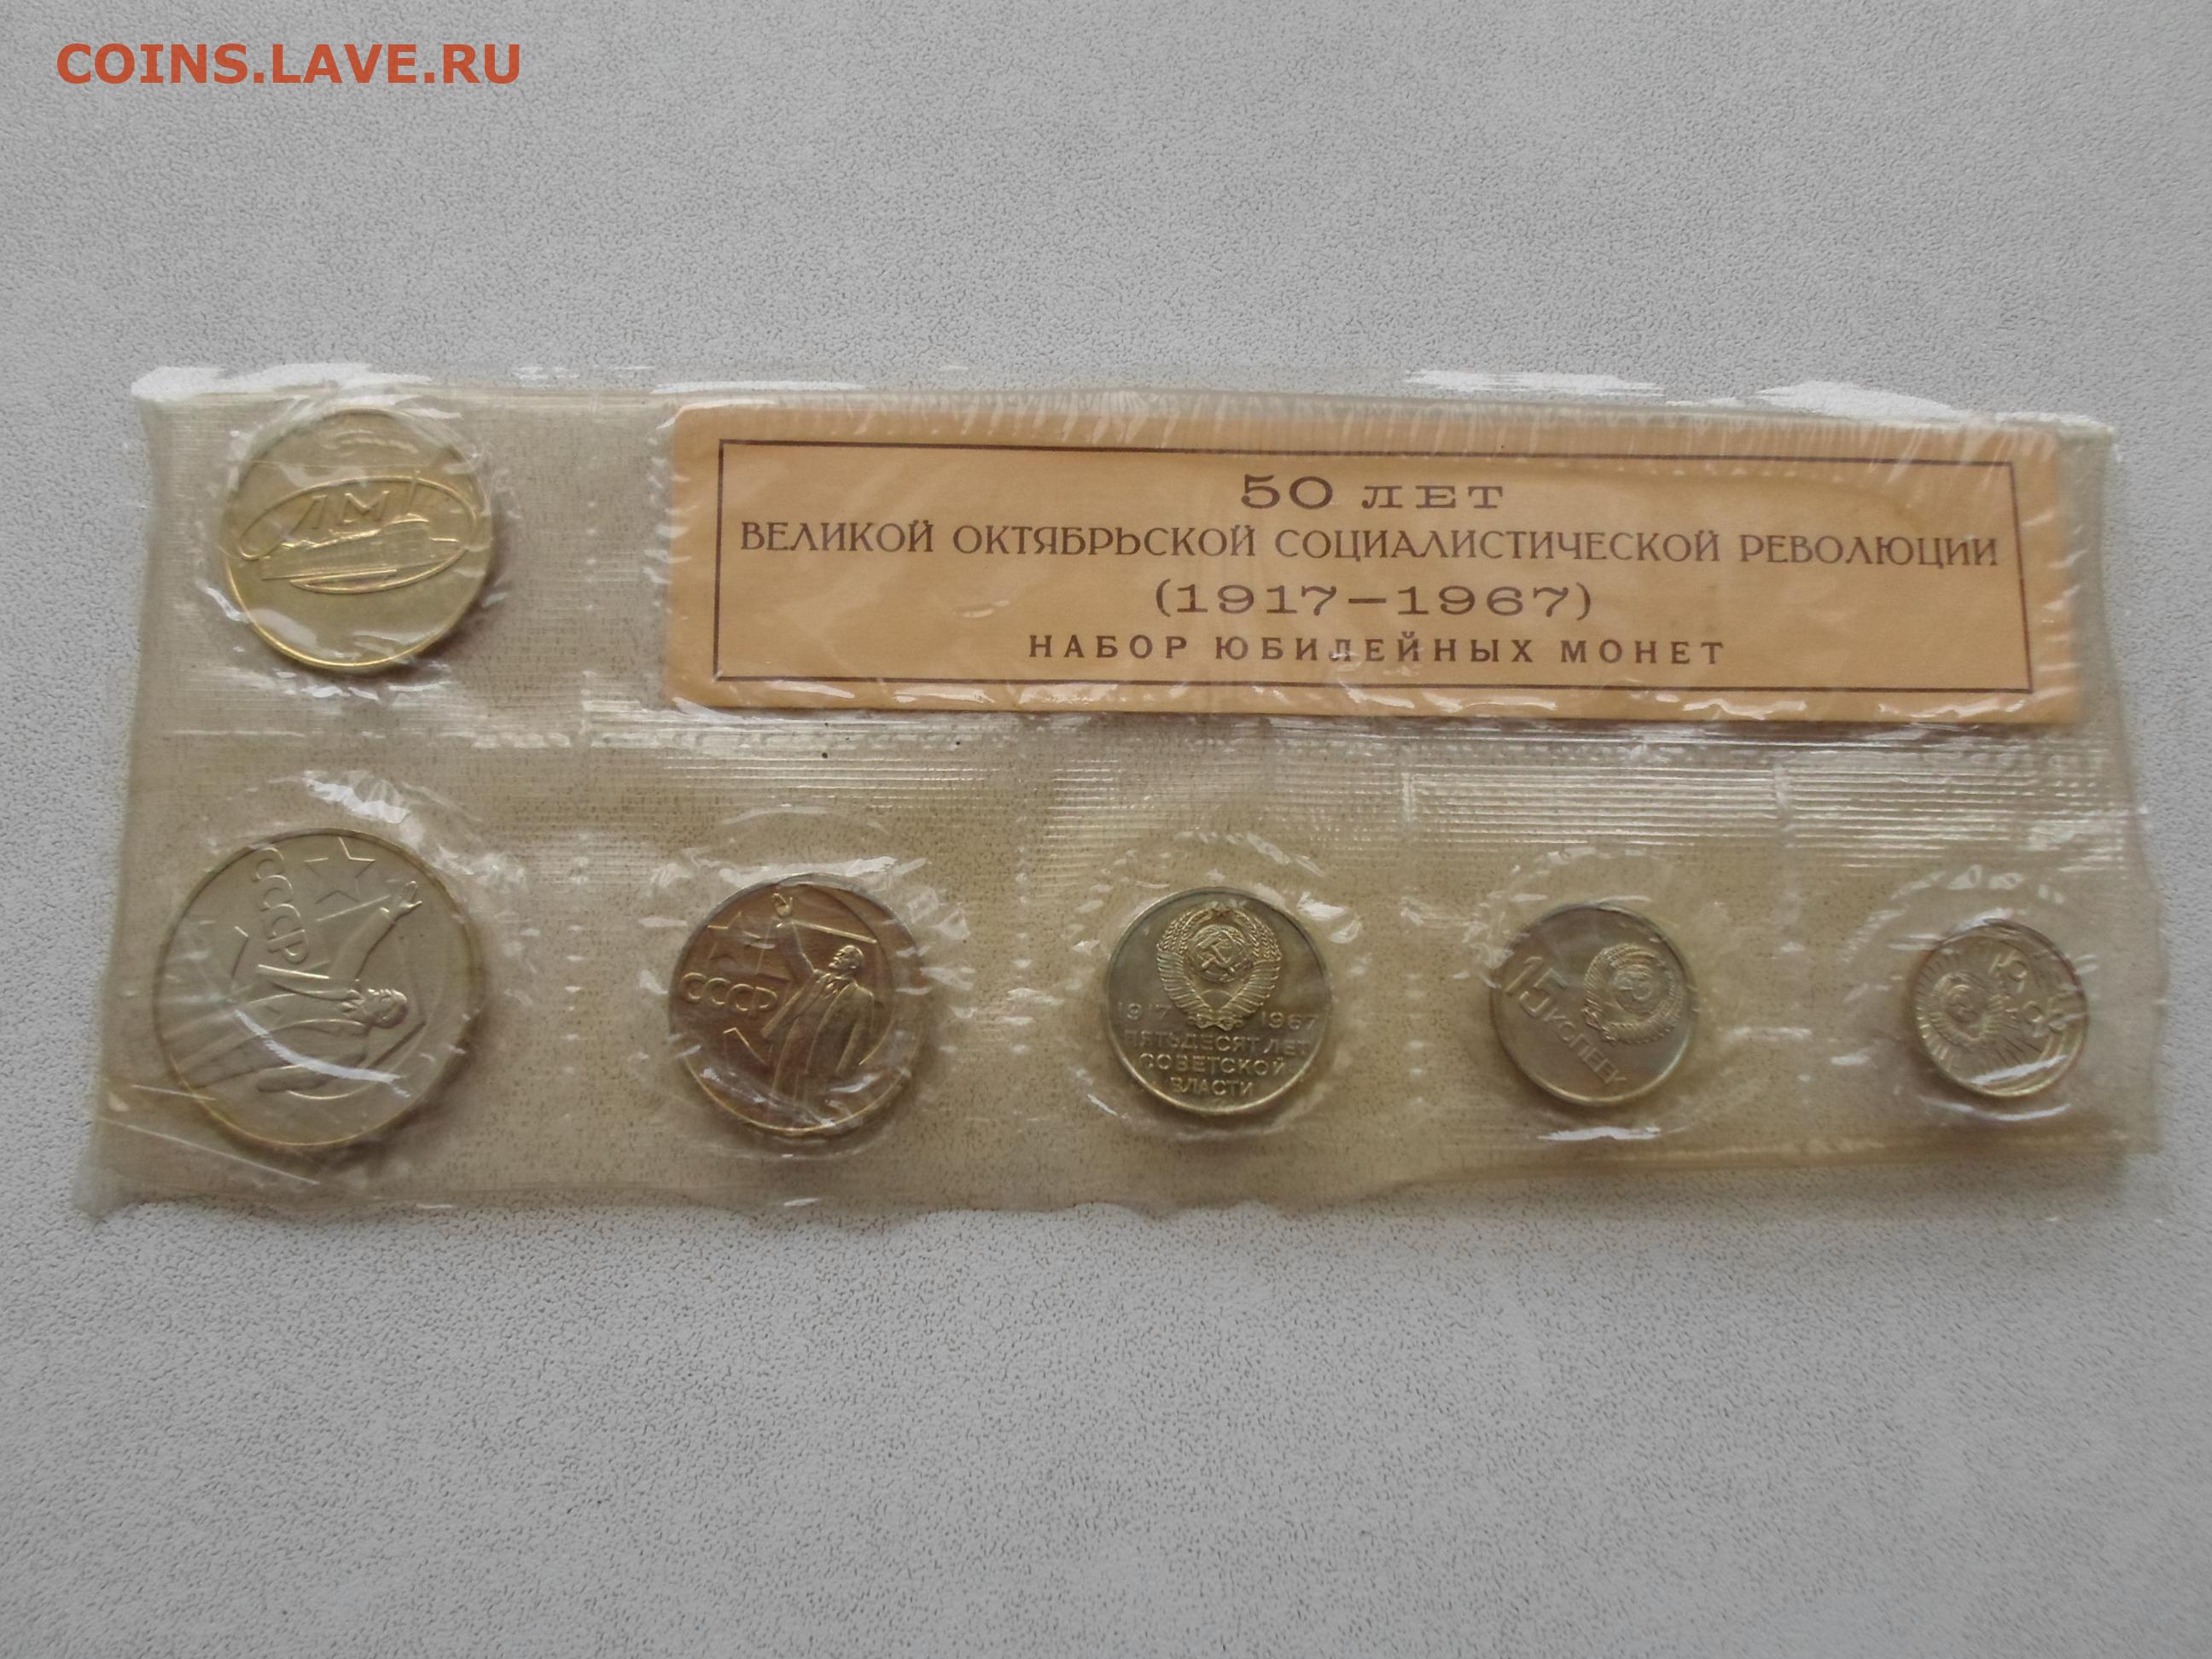 COINS.LAVE.RU
50 ЛЕТ
ВЕЛИКОЙ ОКТЯБРЬСКОЙ СОЦИАЛИСТИЧЕСКОЙ РЕВОЛЮЦИИ
(1917–1967)
НАБОР ЮБИЛЕЙНЫХ МОНЕТ
ЛМД
СССР
СССР
1917 1967
ПЯТЬДЕСЯТ ЛЕТ
СОВЕТСКОЙ
ВЛАСТИ
15
КОПЕЕК